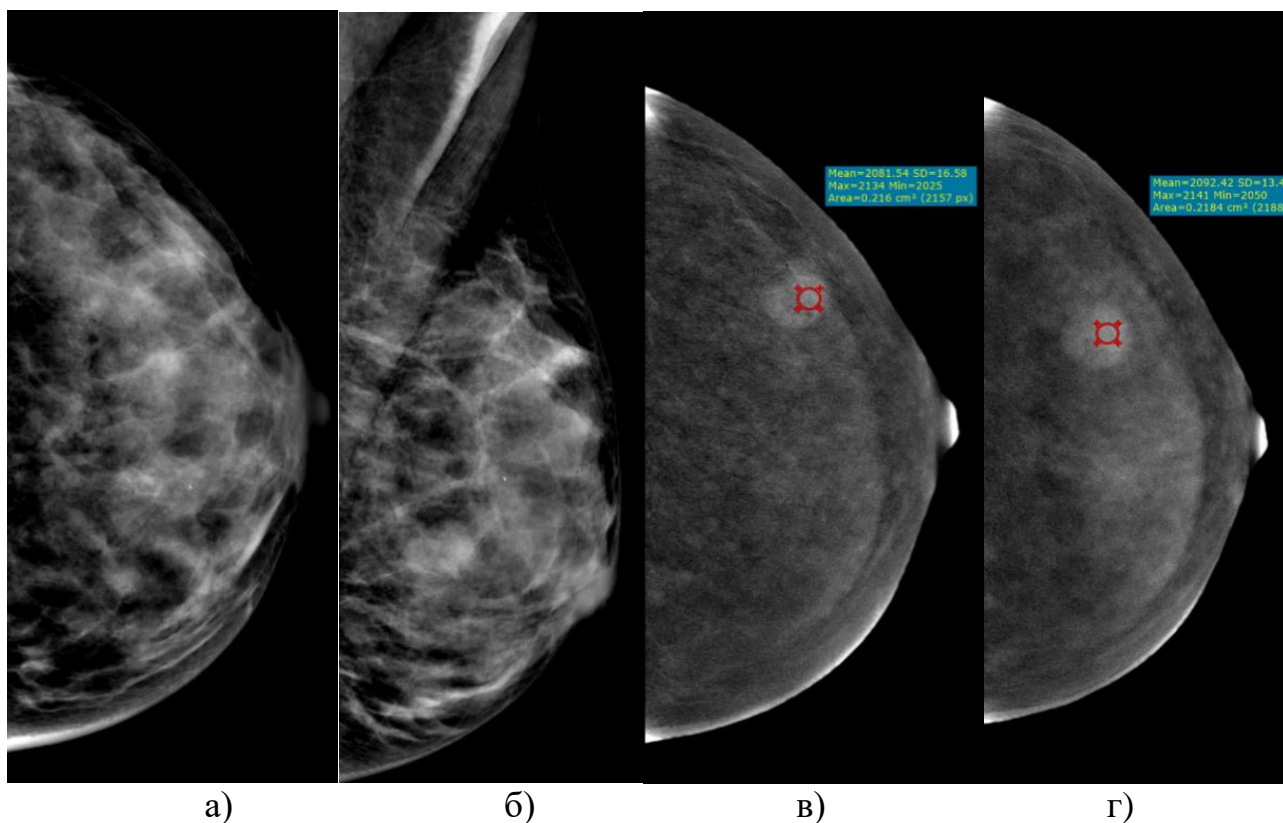 Mean=2081.54 SD=16.58
Max=2134 Min=2025
Area=0.216 cm² (2157 px)
Mean=2092.42 SD=13.4
Max=2141 Min=2050
Area=0.2184 cm² (2188
а)
б)
в)
г)